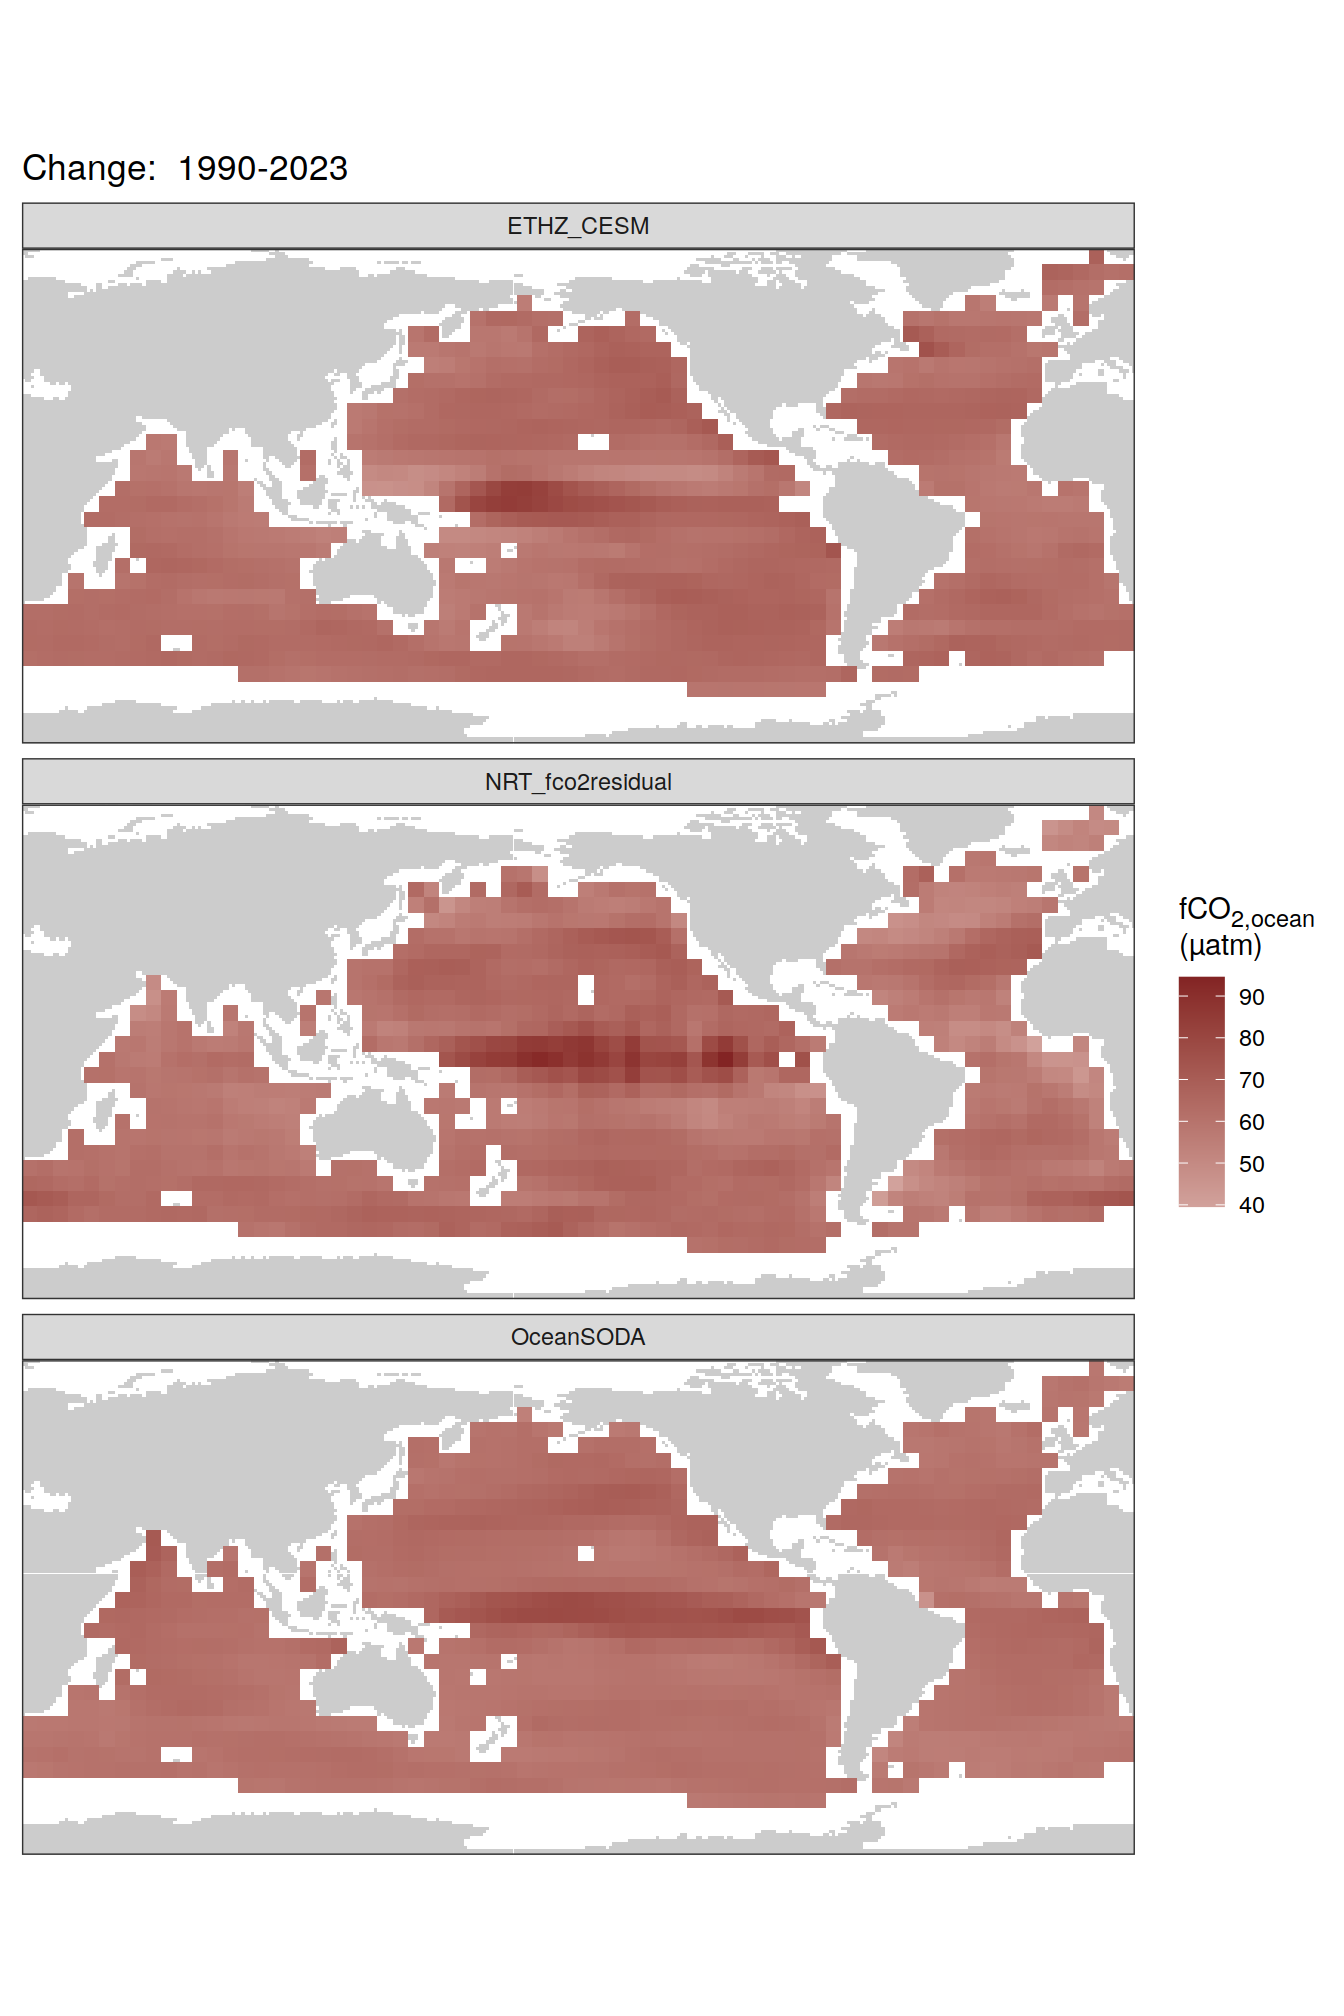 Change: 1990-2023
ETHZ_CESM
NRT_fco2residual
OceanSODA
fCO2,ocean
(µatm)
90
80
70
60
50
40